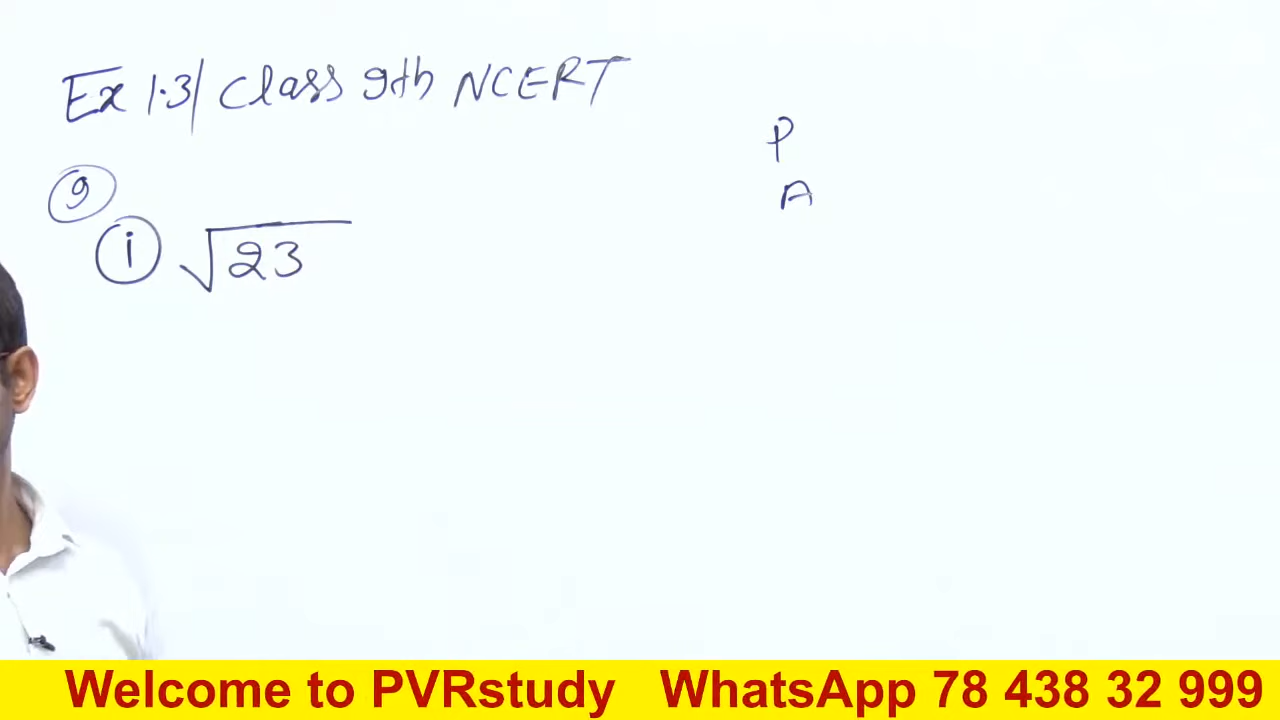 Ex 1.3| Class 9th NCERT
P
A
9
i √23
Welcome to PVRstudy WhatsApp 78 438 32 999